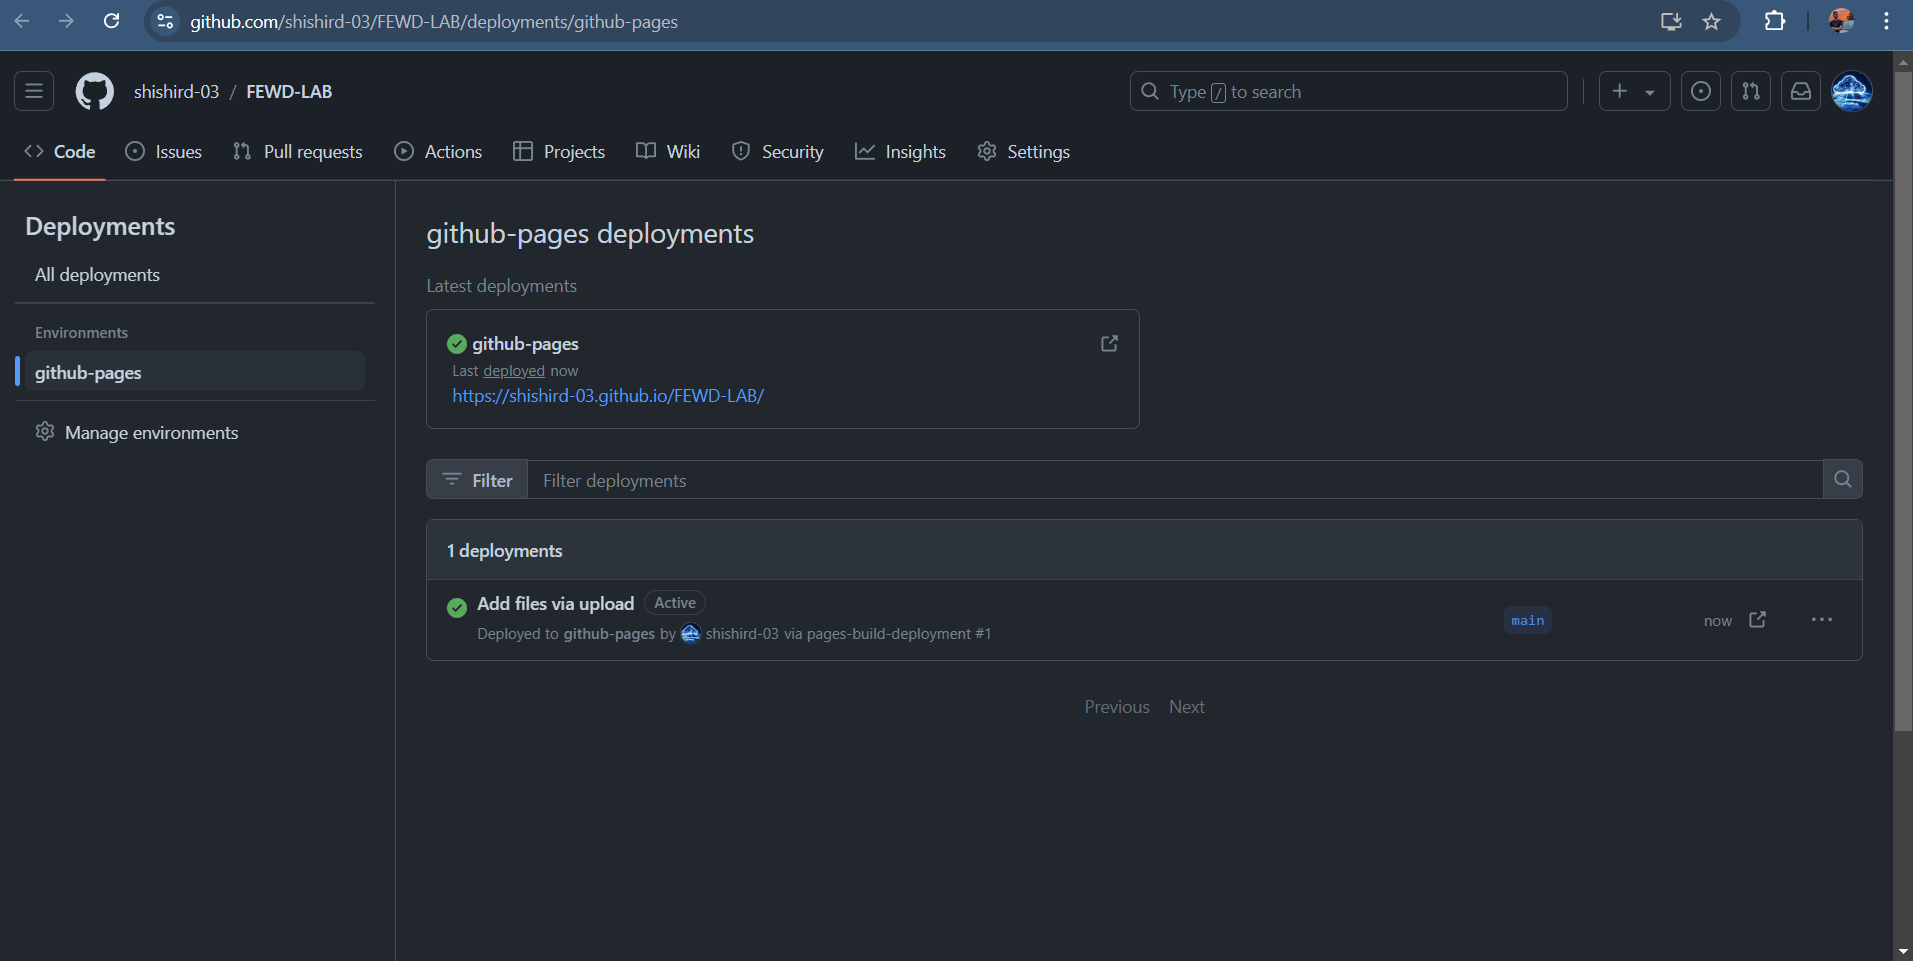 github.com/shishird-03/FEWD-LAB/deployments/github-pages
shishird-03 / FEWD-LAB
Type / to search
Code Issues Pull requests Actions Projects Wiki Security Insights Settings
Deployments
All deployments
Environments
github-pages
Manage environments
github-pages deployments
Latest deployments
github-pages
Last deployed now
https://shishird-03.github.io/FEWD-LAB/
Filter Filter deployments
1 deployments
Add files via upload Active
Deployed to github-pages by shishird-03 via pages-build-deployment #1
main now
Previous Next